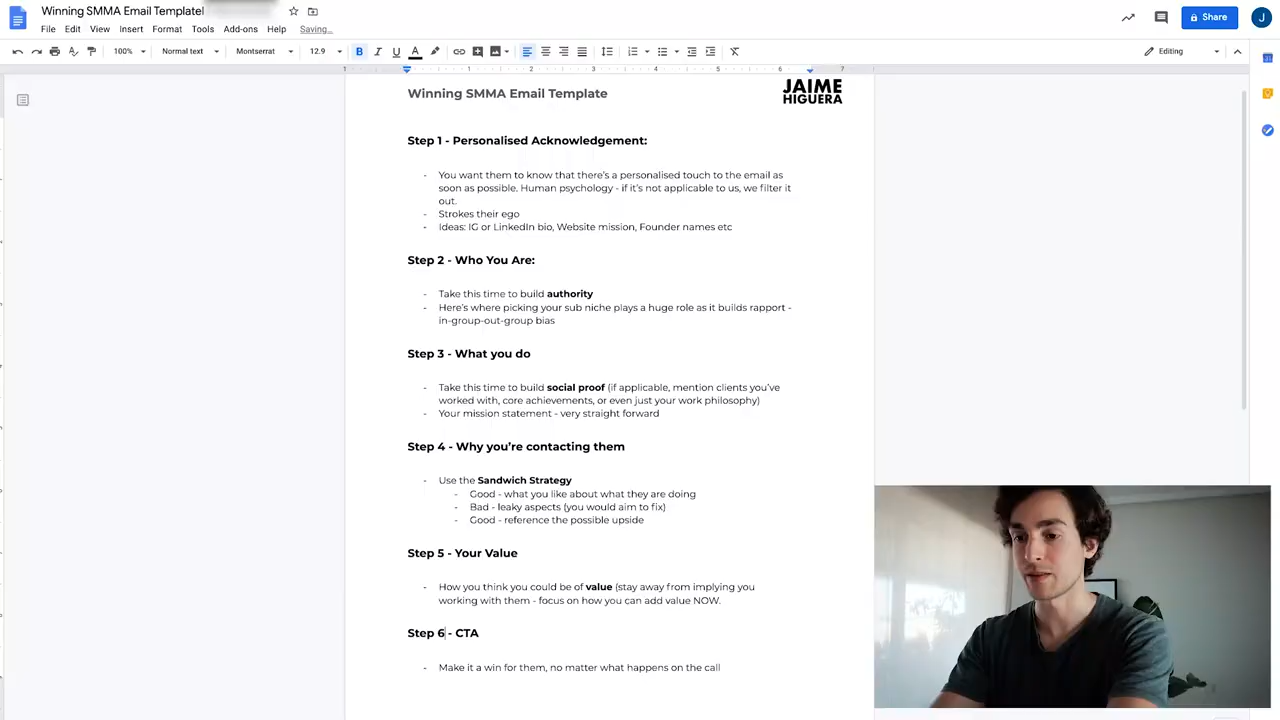 Winning SMMA Email Template!
File Edit View Insert Format Tools Add-ons Help Saving...
Share
J
100% Normal text Montserrat 12.9 B I U A Editing
1 1 2 3 4 5 6 7
Winning SMMA Email Template
JAIME
HIGUERA
Step 1 - Personalised Acknowledgement:
- You want them to know that there's a personalised touch to the email as
soon as possible. Human psychology - if it's not applicable to us, we filter it
out.
- Strokes their ego
- Ideas: IG or LinkedIn bio, Website mission, Founder names etc
Step 2 - Who You Are:
- Take this time to build authority
- Here's where picking your sub niche plays a huge role as it builds rapport -
in-group-out-group bias
Step 3 - What you do
- Take this time to build social proof (if applicable, mention clients you've
worked with, core achievements, or even just your work philosophy)
- Your mission statement - very straight forward
Step 4 - Why you're contacting them
- Use the Sandwich Strategy
- Good - what you like about what they are doing
- Bad - leaky aspects (you would aim to fix)
- Good - reference the possible upside
Step 5 - Your Value
- How you think you could be of value (stay away from implying you
working with them - focus on how you can add value NOW.
Step 6 - CTA
- Make it a win for them, no matter what happens on the call